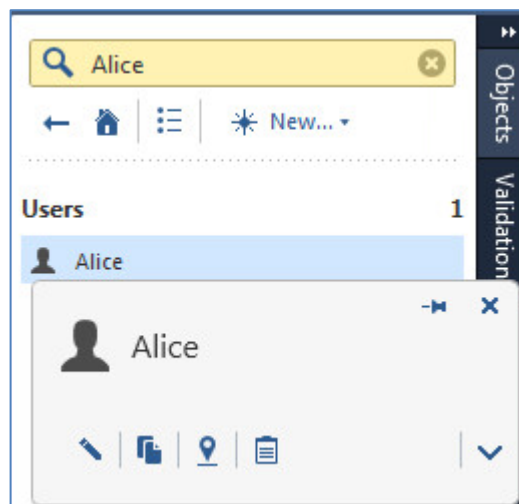 Alice
New...
Users 1
Alice
Alice
Objects
Validation